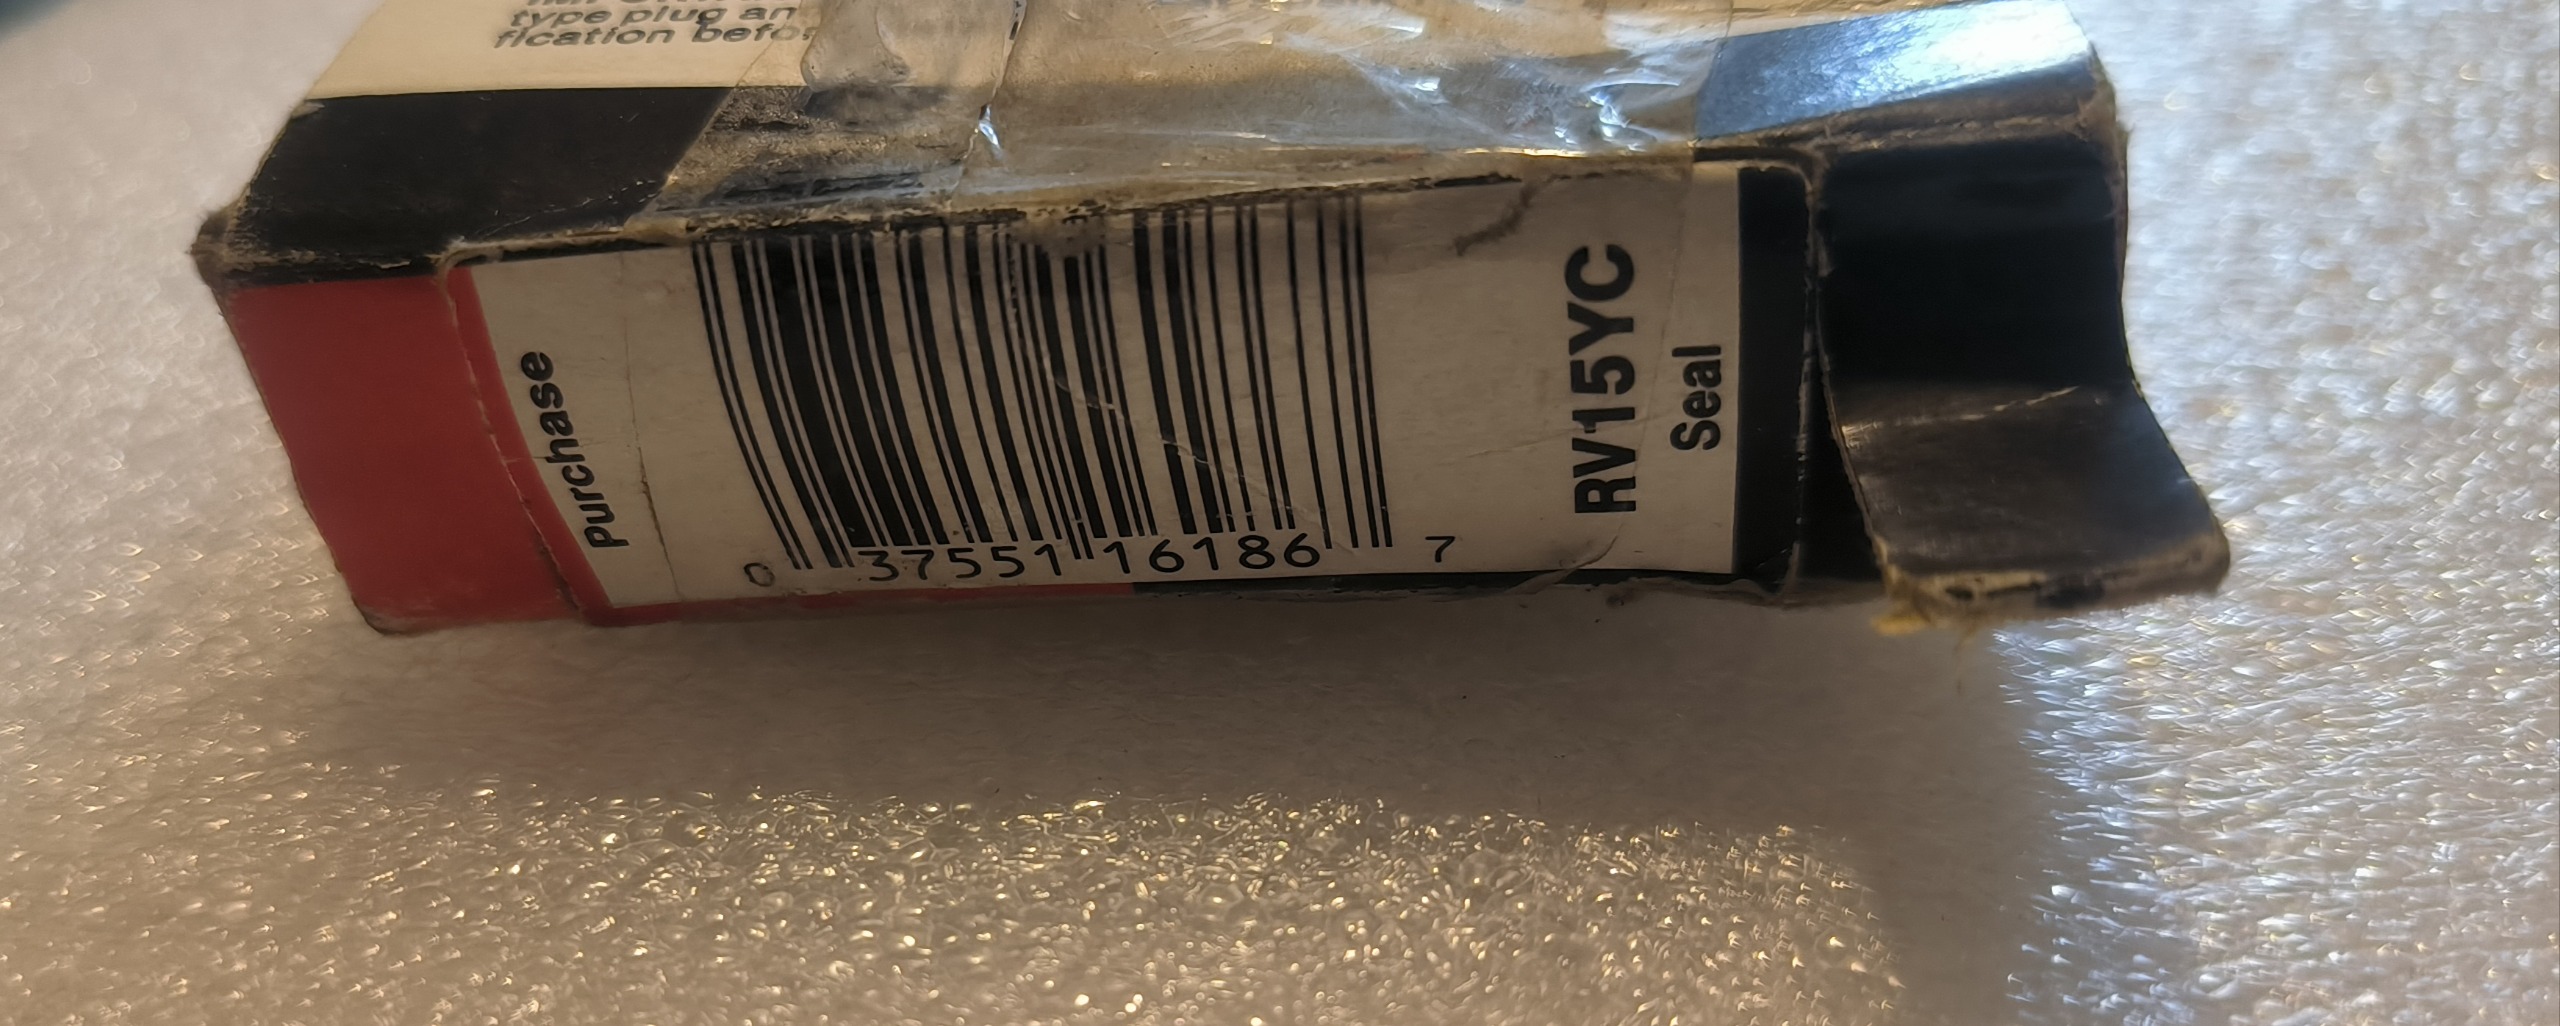 type plug an
fication befo
Purchase
0 37551 16186 7
RV15YC
Seal